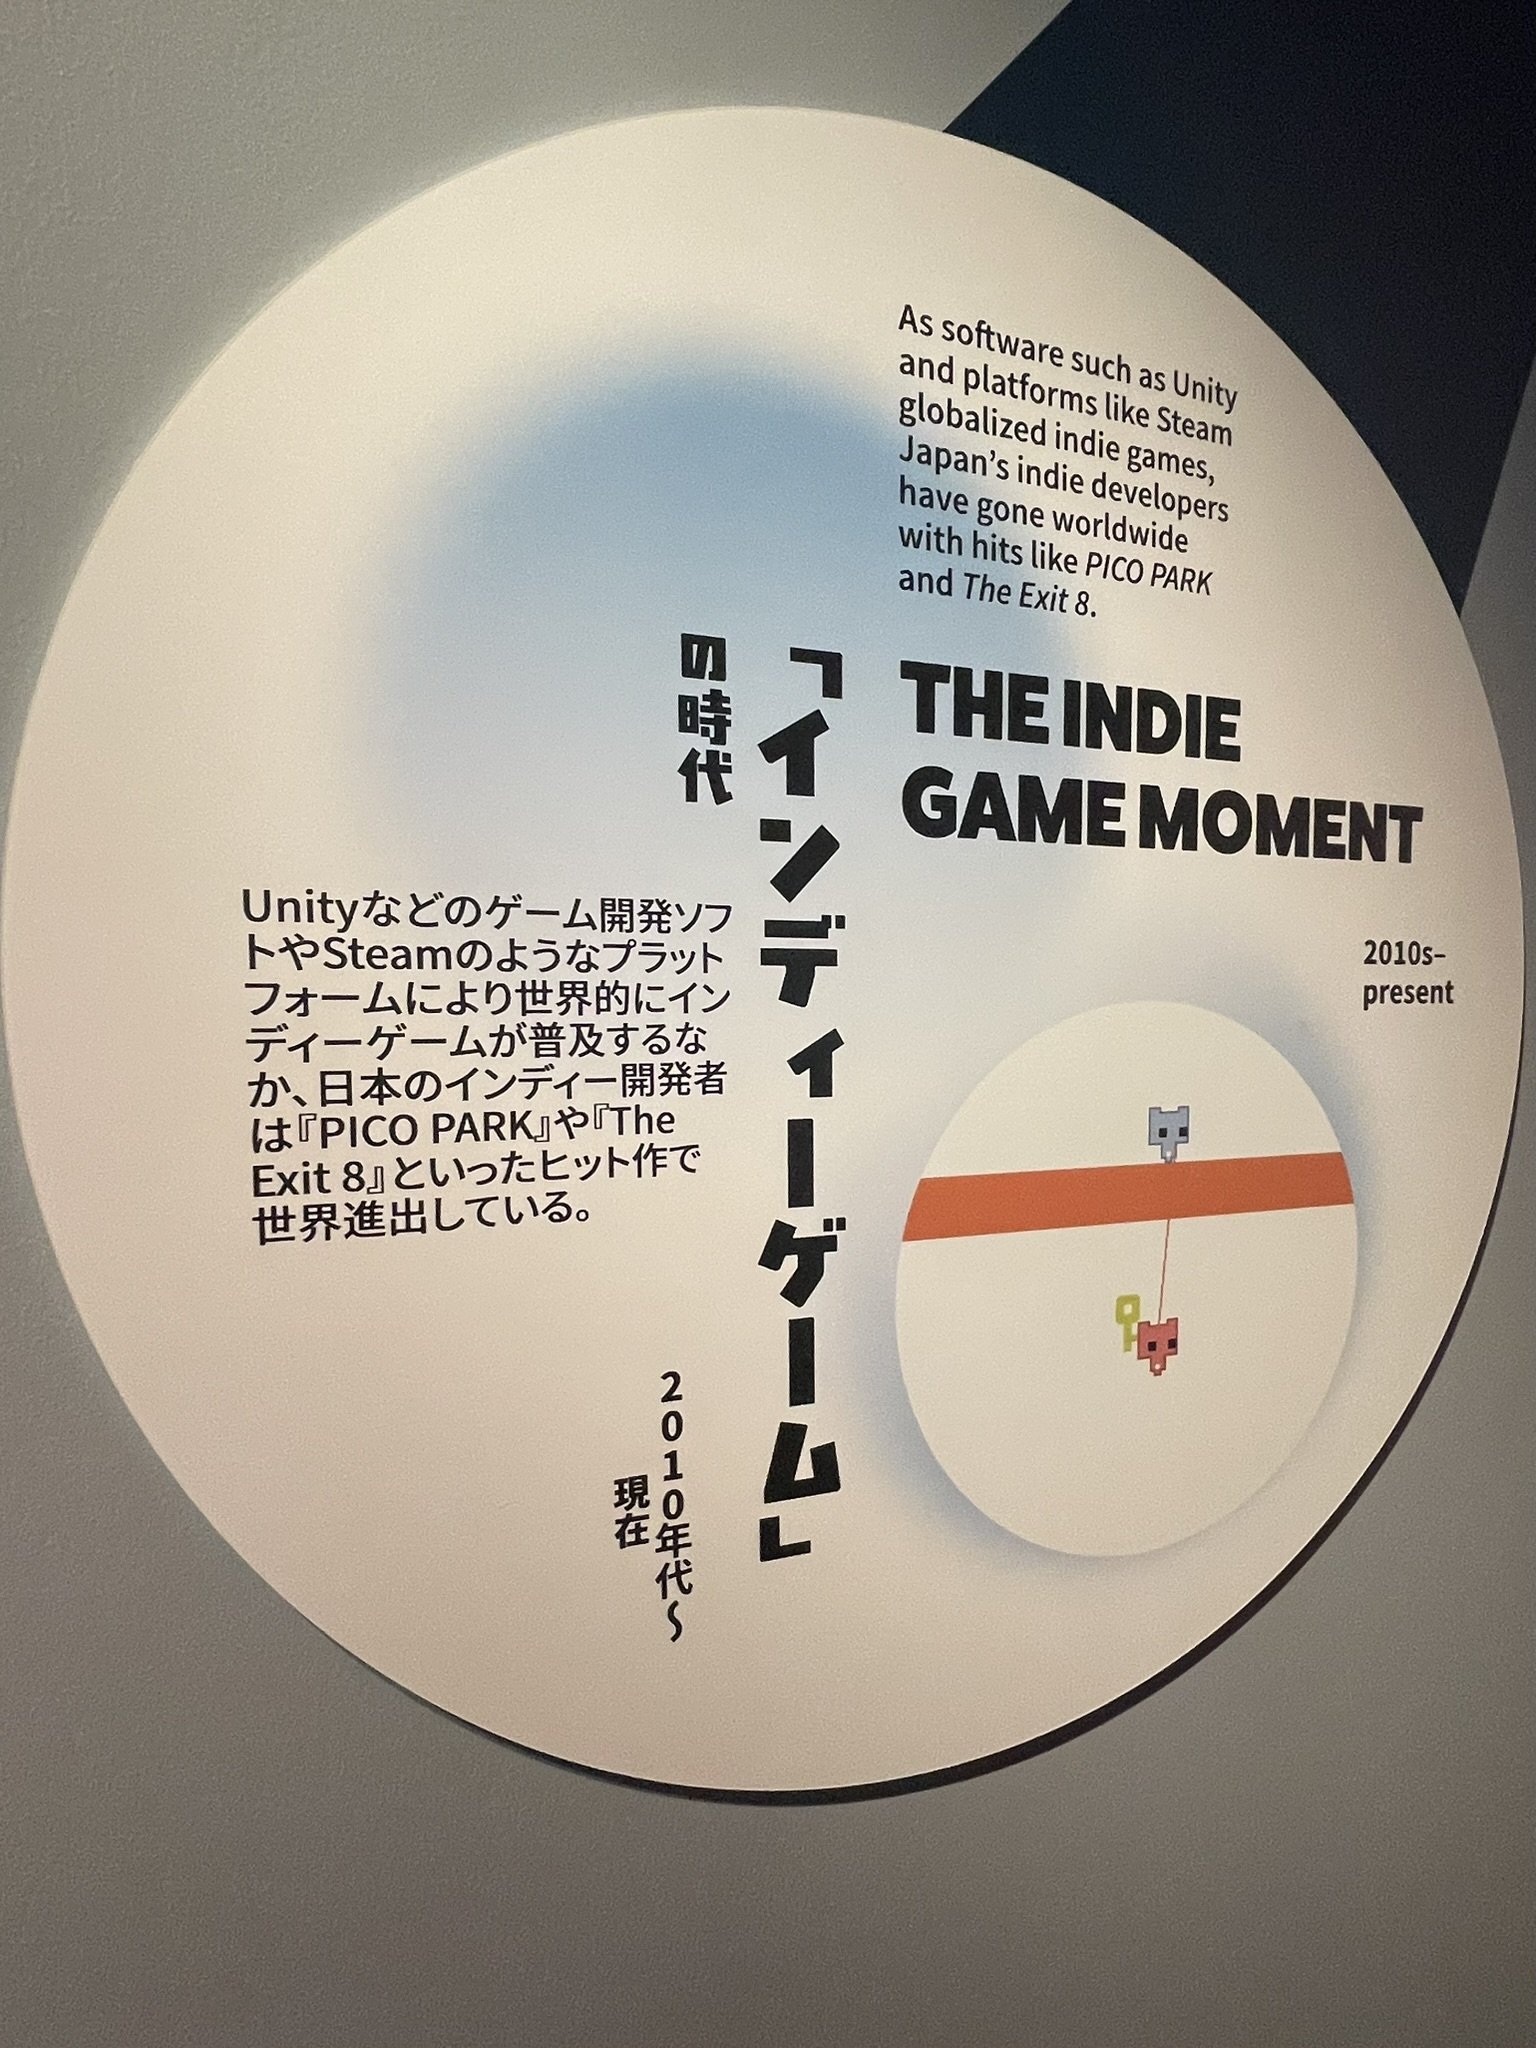 As software such as Unity
and platforms like Steam
globalized indie games,
Japan’s indie developers
have gone worldwide
with hits like PICO PARK
and The Exit 8.
THE INDIE
GAME MOMENT
2010s–
present
「インディーゲーム」
の時代
Unityなどのゲーム開発ソフ
トやSteamのようなプラット
フォームにより世界的にイン
ディーゲームが普及するな
か、日本のインディー開発者
は『PICO PARK』や『The
Exit 8』といったヒット作で
世界進出している。
2010年代〜
現在